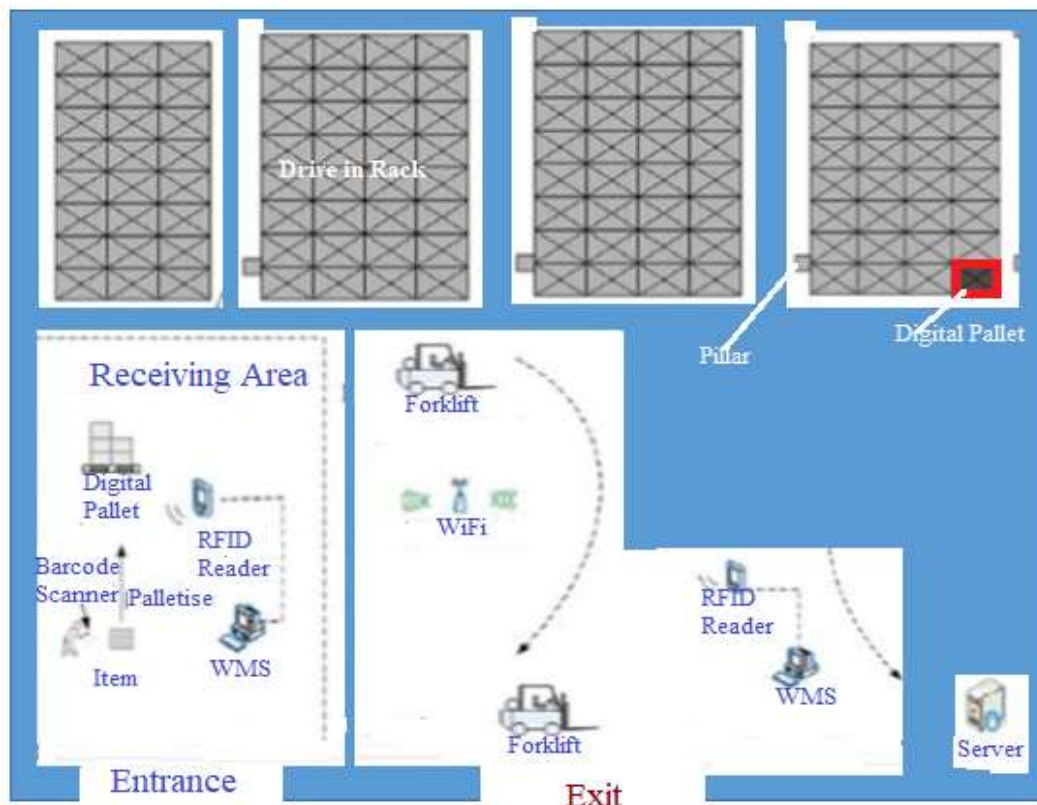 Drive in Rack
Pillar
Digital Pallet
Receiving Area
Digital
Pallet
RFID
Reader
Barcode
Scanner
Palletise
Item
WMS
Forklift
WiFi
Forklift
RFID
Reader
WMS
Server
Entrance
Exit